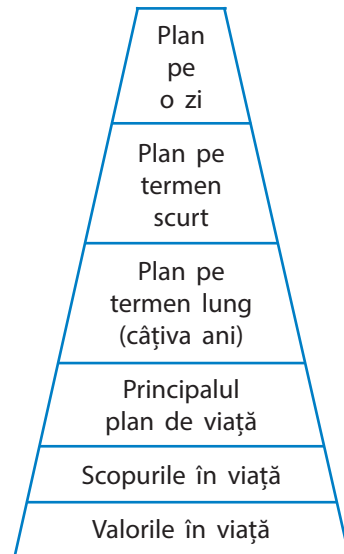 Plan
pe
o zi
Plan pe
termen
scurt
Plan pe
termen lung
(câțiva ani)
Principalul
plan de viață
Scopurile în viață
Valorile în viață